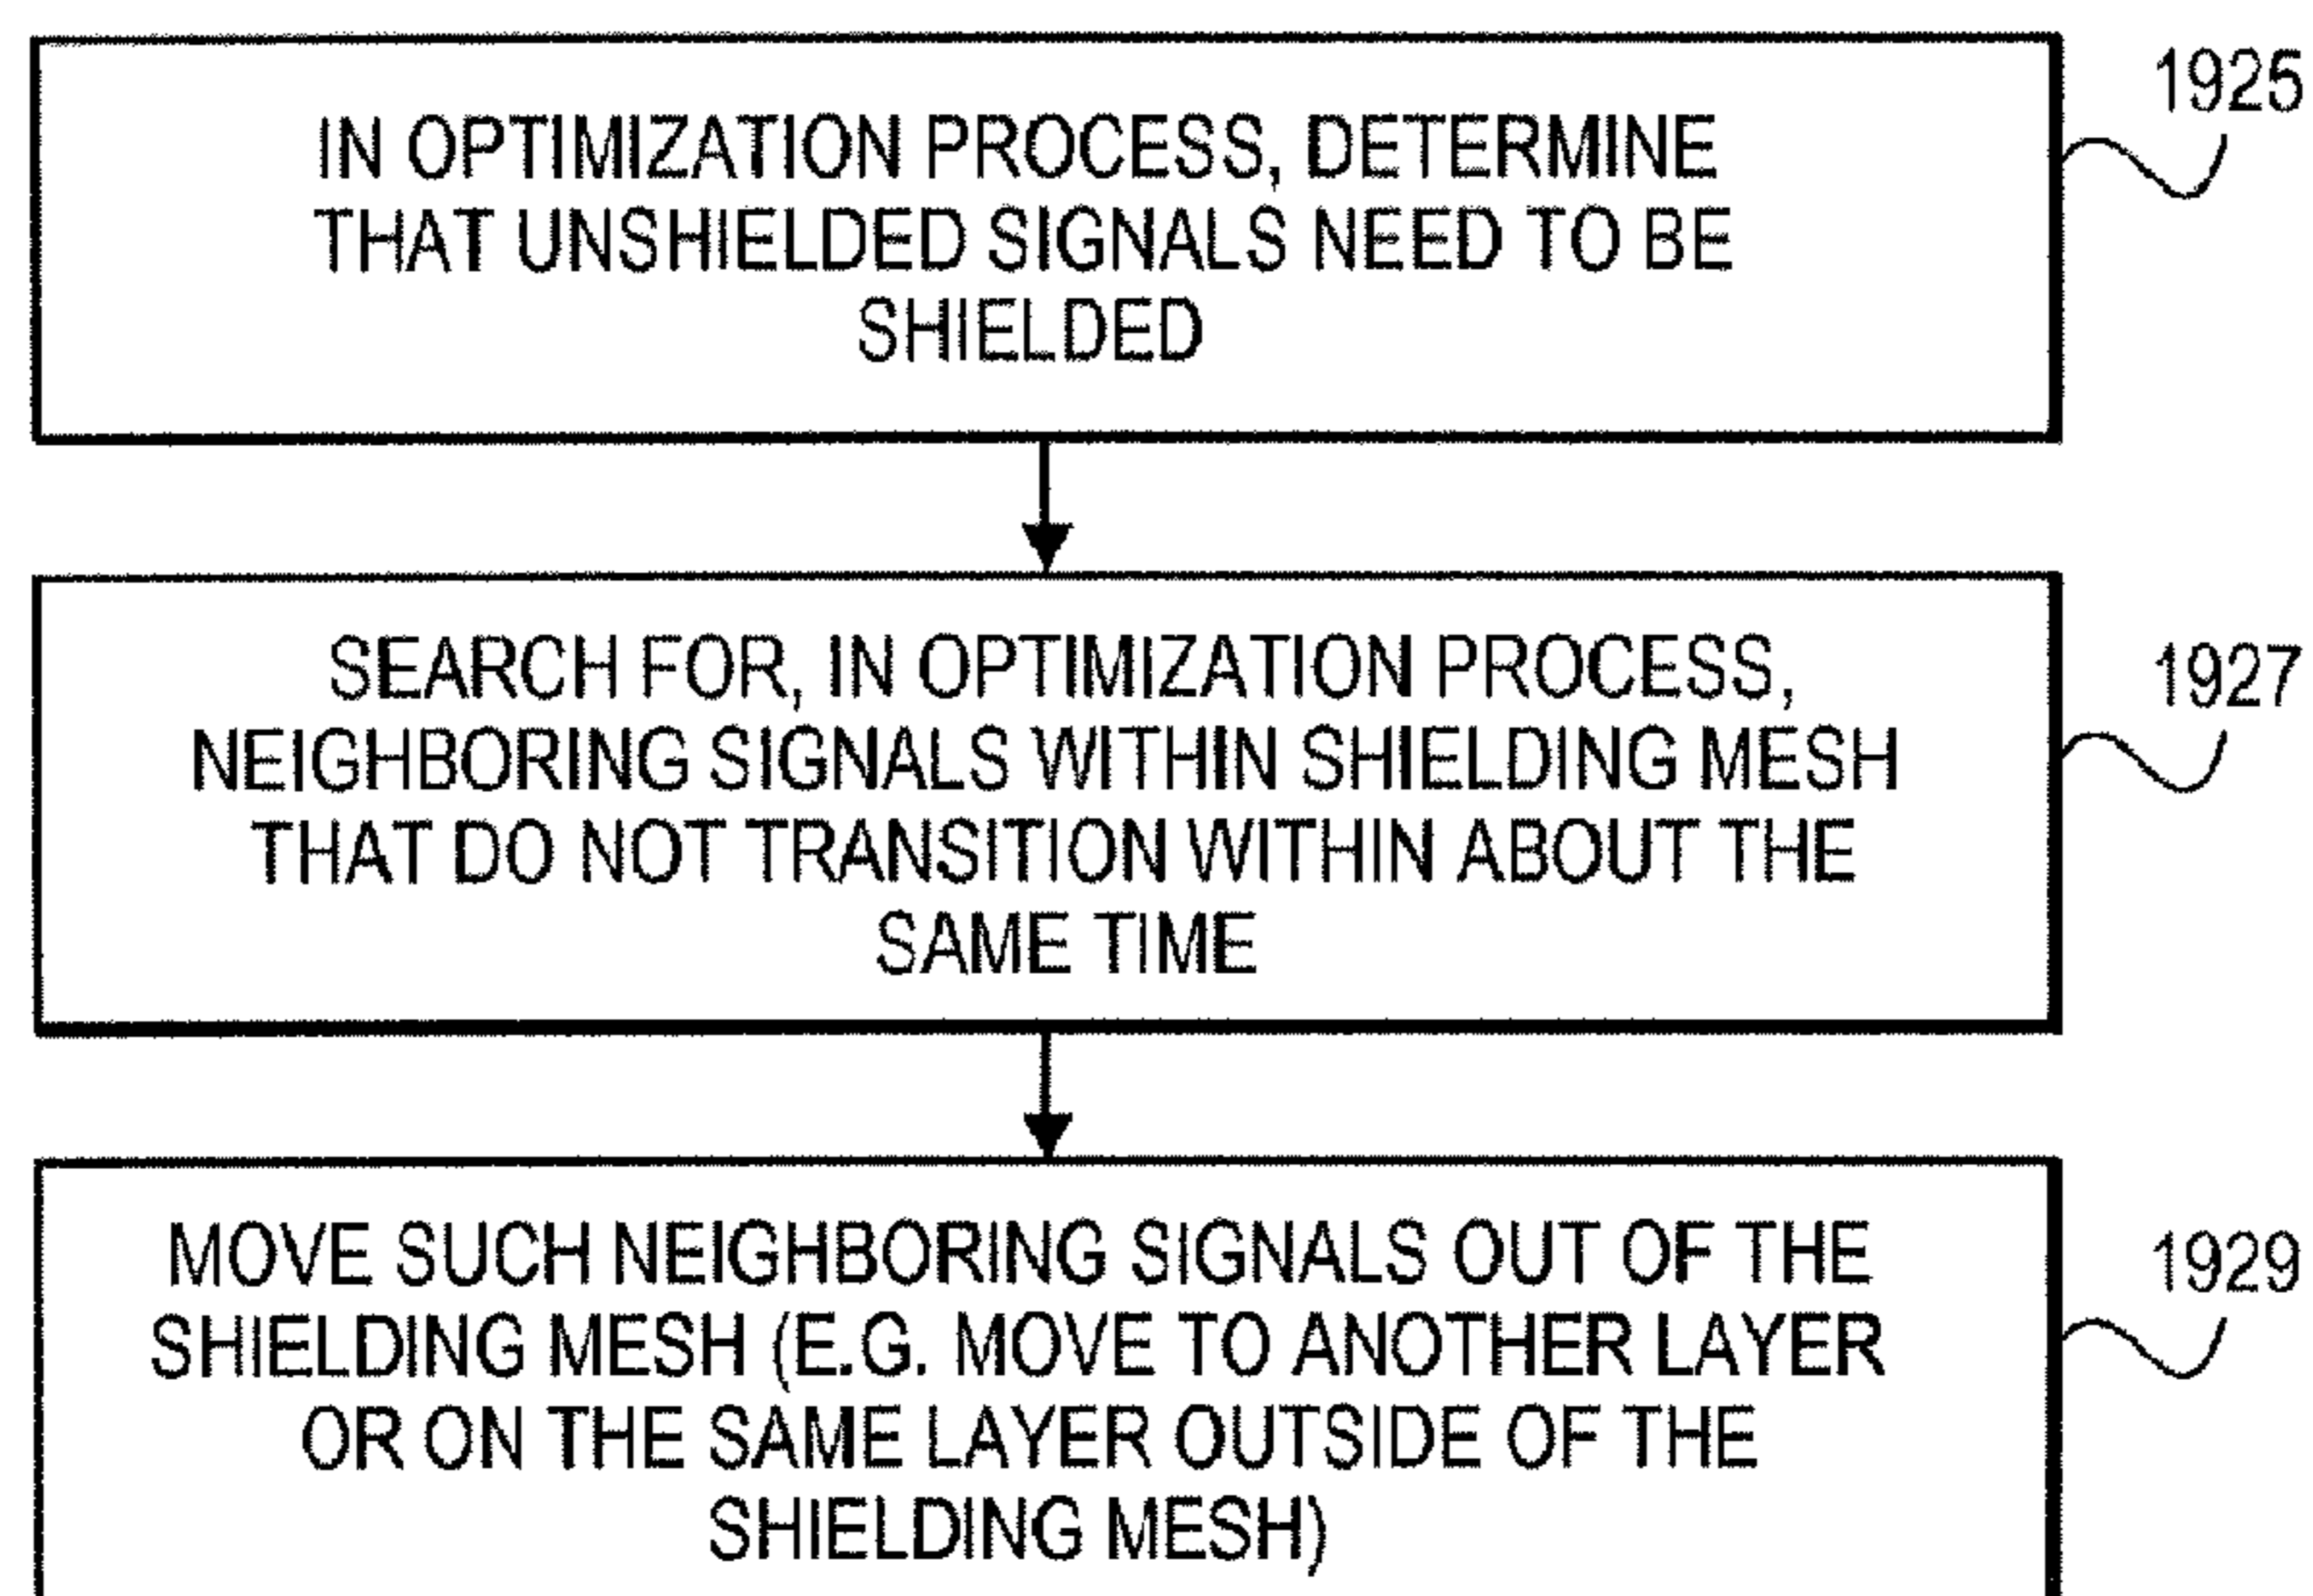 IN OPTIMIZATION PROCESS, DETERMINE
THAT UNSHIELDED SIGNALS NEED TO BE
SHIELDED
1925
SEARCH FOR, IN OPTIMIZATION PROCESS,
NEIGHBORING SIGNALS WITHIN SHIELDING MESH
THAT DO NOT TRANSITION WITHIN ABOUT THE
SAME TIME
1927
MOVE SUCH NEIGHBORING SIGNALS OUT OF THE
SHIELDING MESH (E.G. MOVE TO ANOTHER LAYER
OR ON THE SAME LAYER OUTSIDE OF THE
SHIELDING MESH)
1929